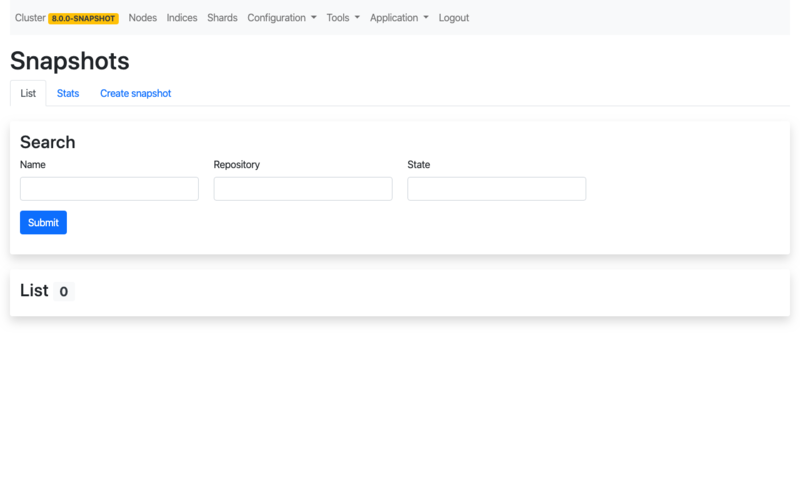 Cluster 8.0.0-SNAPSHOT Nodes Indices Shards Configuration Tools Application Logout
Snapshots
List Stats Create snapshot
Search
Name Repository State
Submit
List 0